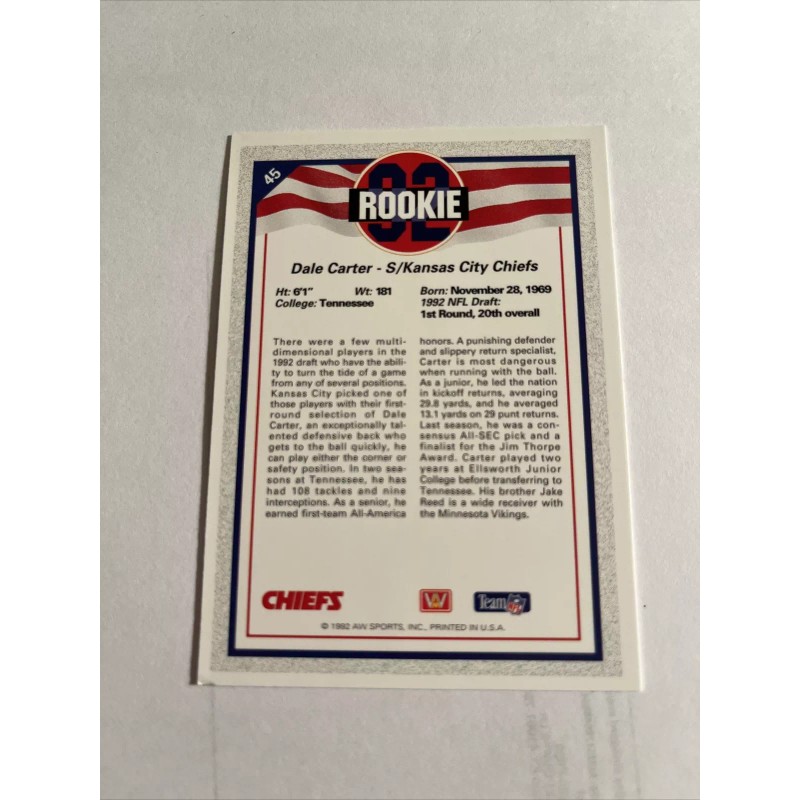 45
92
ROOKIE
Dale Carter - S/Kansas City Chiefs
Ht: 6'1" Wt: 181
College: Tennessee
Born: November 28, 1969
1992 NFL Draft:
1st Round, 20th overall
There were a few multi-
dimensional players in the
1992 draft who have the abili-
ty to turn the tide of a game
from any of several positions.
Kansas City picked one of
those players with their first-
round selection of Dale
Carter, an exceptionally tal-
ented defensive back who
gets to the ball quickly, he
can play either the corner or
safety position. In two sea-
sons at Tennessee, he has
had 108 tackles and nine
interceptions. As a senior, he
earned first-team All-America
honors. A punishing defender
and slippery return specialist,
Carter is most dangerous
when running with the ball.
As a junior, he led the nation
in kickoff returns, averaging
29.8 yards, and he averaged
13.1 yards on 29 punt returns.
Last season, he was a con-
sensus All-SEC pick and a
finalist for the Jim Thorpe
Award. Carter played two
years at Ellsworth Junior
College before transferring to
Tennessee. His brother Jake
Reed is a wide receiver with
the Minnesota Vikings.
CHIEFS
AW
Team NFL
© 1992 AW SPORTS, INC., PRINTED IN U.S.A.